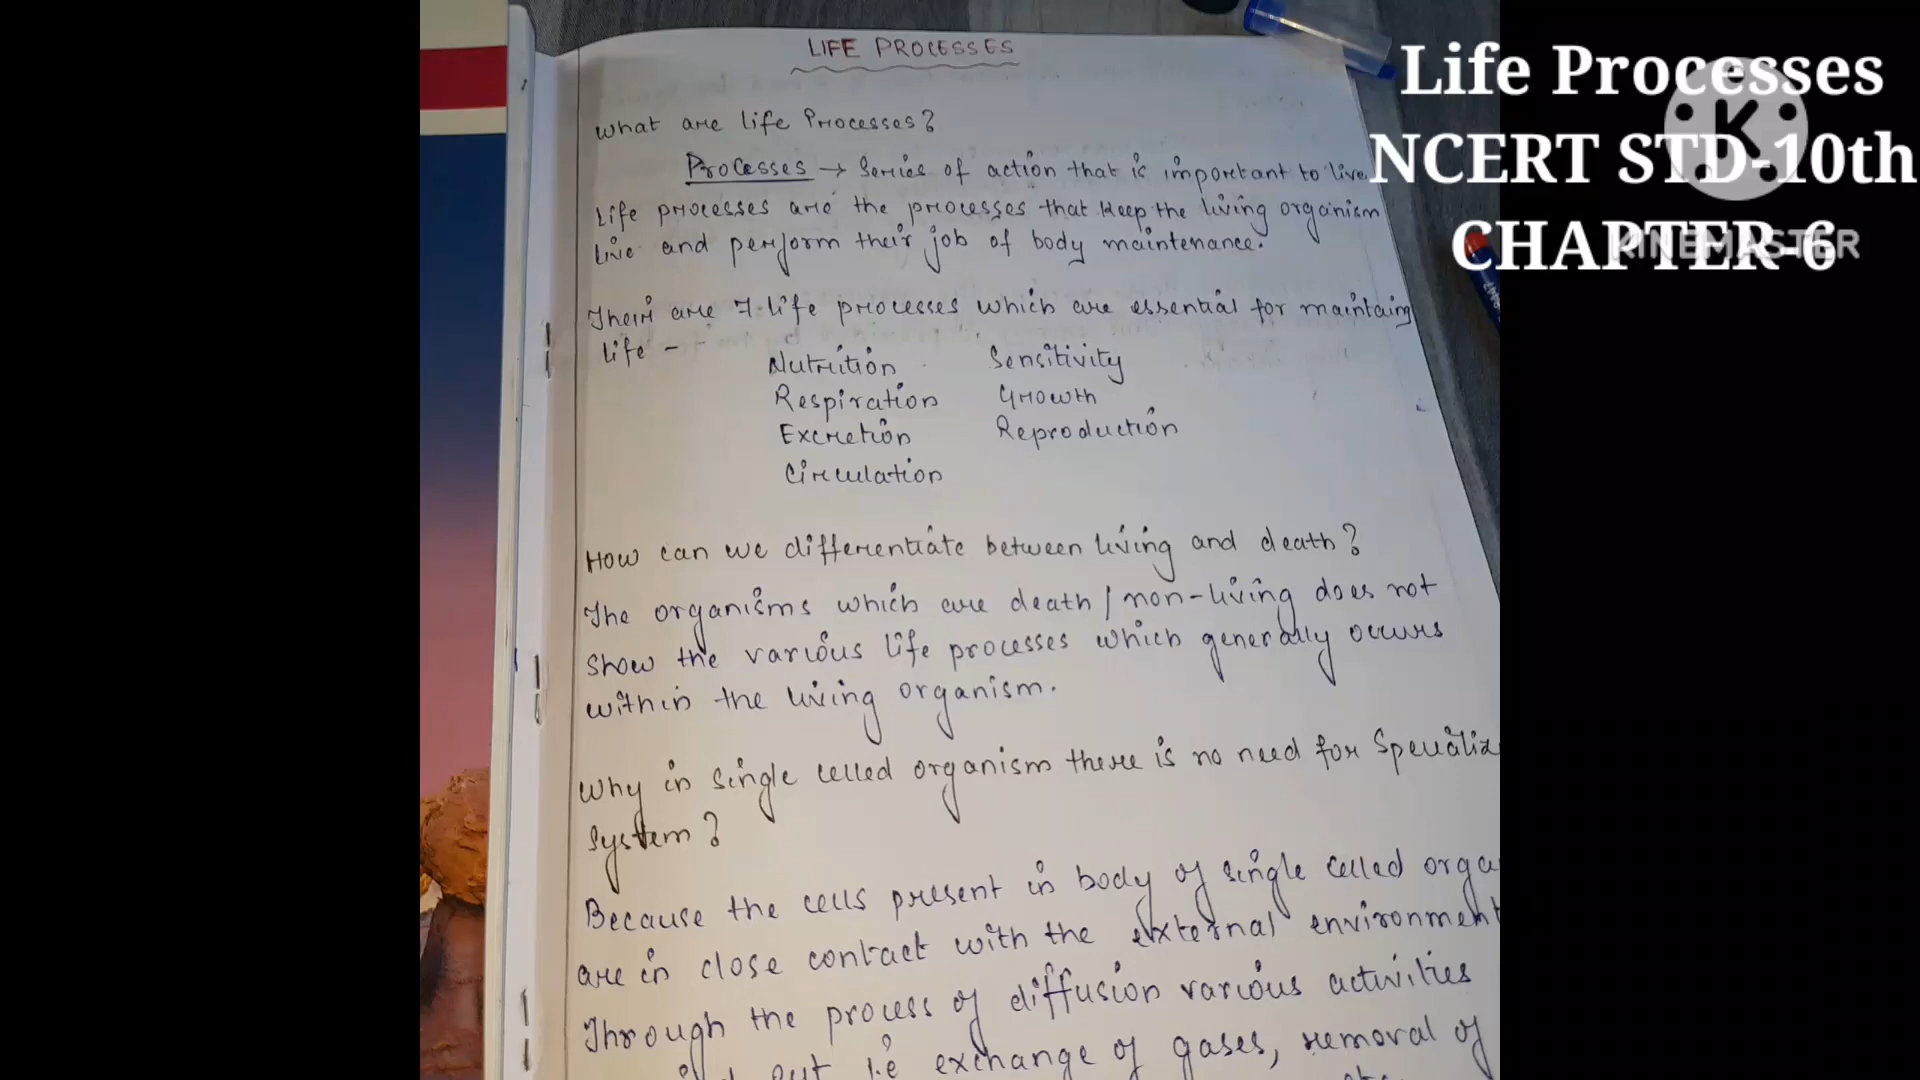 LIFE PROCESSES
What are life Processes?
Processes → Series of action that is important to live.
Life processes are the processes that keep the living organism
live and perform their job of body maintenance.
Their are 7 life processes which are essential for maintaing
life -
Nutrition Sensitivity
Respiration Growth
Excretion Reproduction
Circulation
How can we differentiate between living and death?
The organisms which are death / non-living does not
show the various life processes which generally occurs
within the living organism.
Why in single celled organism there is no need for
system?
Because the cells present in body of single celled
are in close contact with the external environment
Through the process of diffusion various activities
out i.e exchange of gases, removal of
Life Processes
NCERT STD-10th
CHAPTER-6
K
KINEMASTER